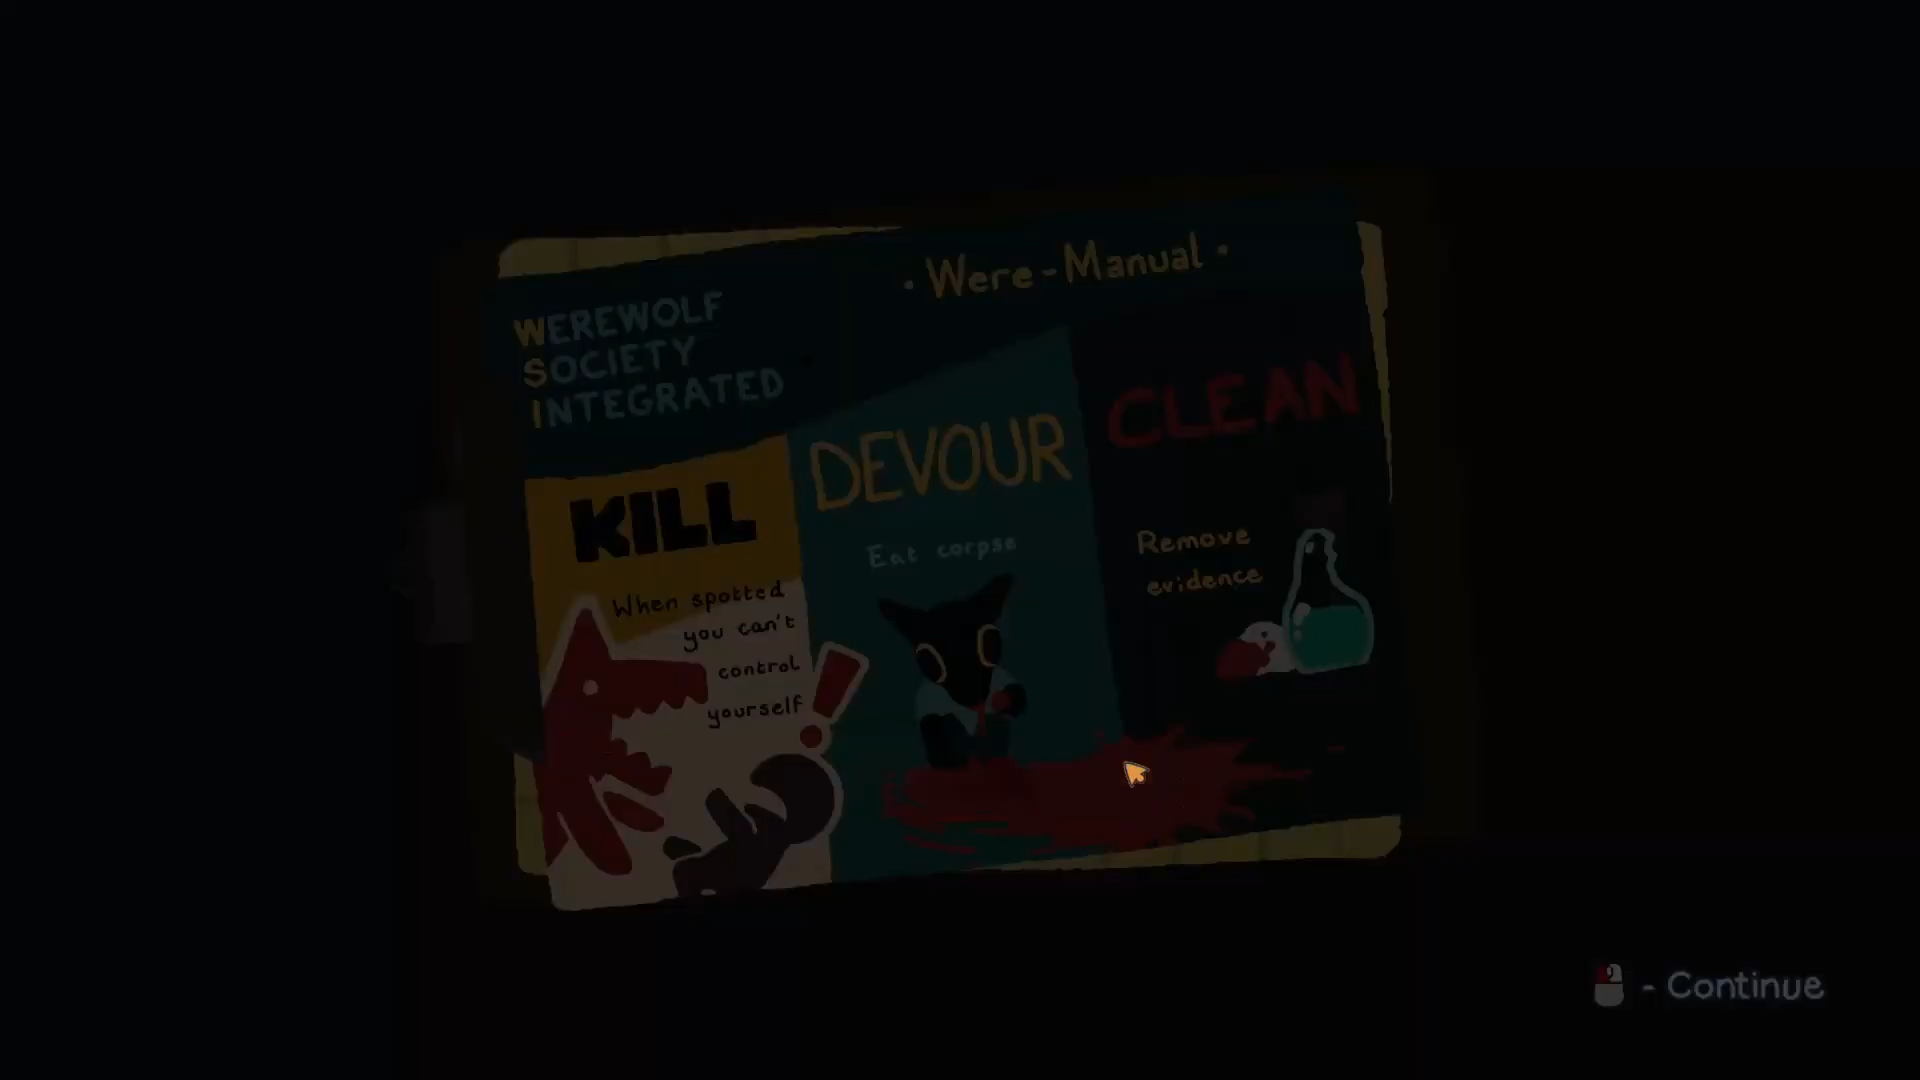 • Were-Manual •
WEREWOLF
SOCIETY
INTEGRATED
KILL
When spotted
you can't
control
yourself
DEVOUR
Eat corpse
CLEAN
Remove
evidence
- Continue